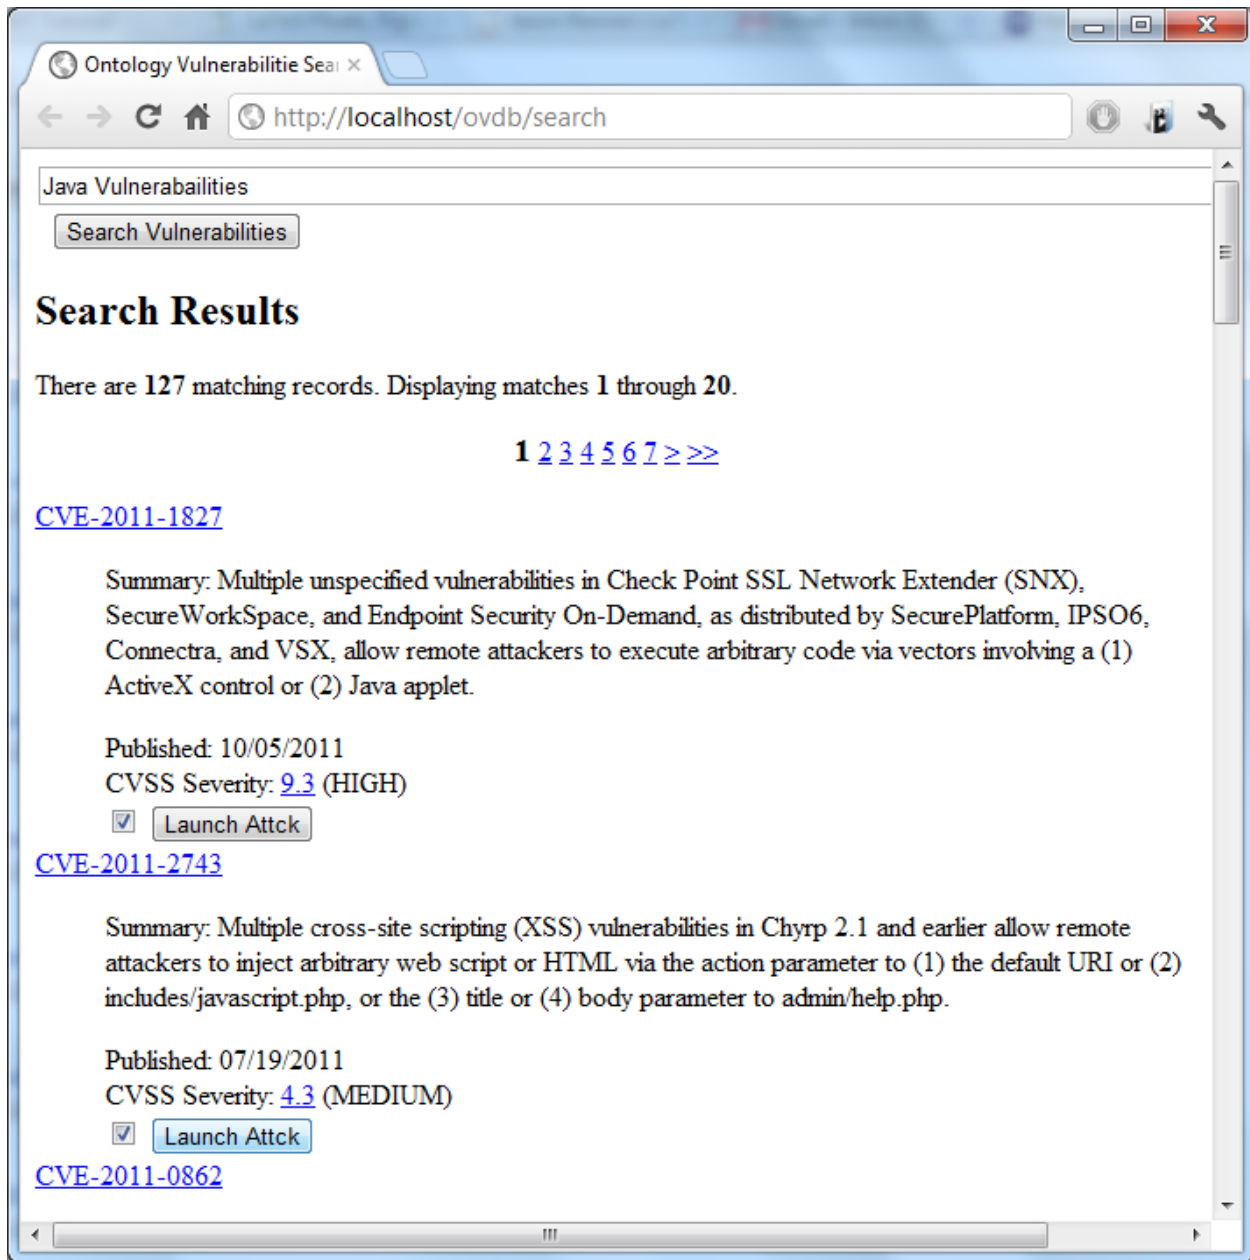 Ontology Vulnerabilitie Sea
http://localhost/ovdb/search
Java Vulnerabailities
Search Vulnerabilities
Search Results
There are 127 matching records. Displaying matches 1 through 20.
1 2 3 4 5 6 7 > >>
CVE-2011-1827
Summary: Multiple unspecified vulnerabilities in Check Point SSL Network Extender (SNX),
SecureWorkSpace, and Endpoint Security On-Demand, as distributed by SecurePlatform, IPSO6,
Connectra, and VSX, allow remote attackers to execute arbitrary code via vectors involving a (1)
ActiveX control or (2) Java applet.
Published: 10/05/2011
CVSS Severity: 9.3 (HIGH)
Launch Attck
CVE-2011-2743
Summary: Multiple cross-site scripting (XSS) vulnerabilities in Chyrp 2.1 and earlier allow remote
attackers to inject arbitrary web script or HTML via the action parameter to (1) the default URI or (2)
includes/javascript.php, or the (3) title or (4) body parameter to admin/help.php.
Published: 07/19/2011
CVSS Severity: 4.3 (MEDIUM)
Launch Attck
CVE-2011-0862